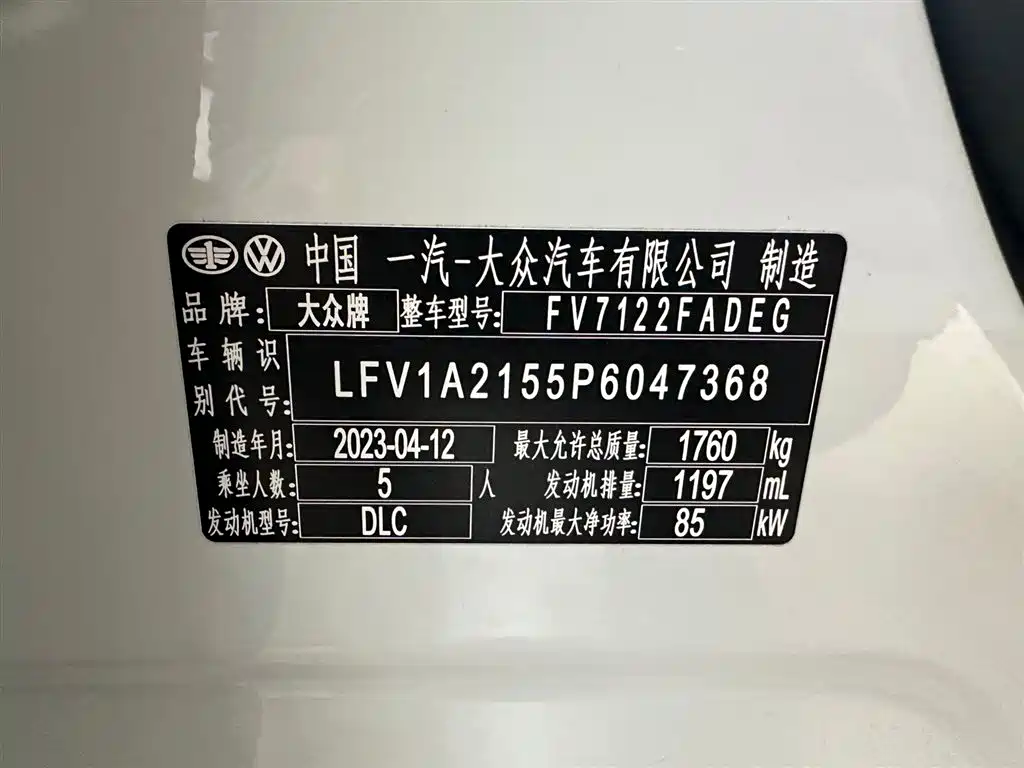 中国 一汽-大众汽车有限公司 制造
品牌: 大众牌 整车型号: FV7122FADEG
车辆识别代号: LFV1A2155P6047368
制造年月: 2023-04-12 最大允许总质量: 1760 kg
乘坐人数: 5 人 发动机排量: 1197 mL
发动机型号: DLC 发动机最大净功率: 85 kW